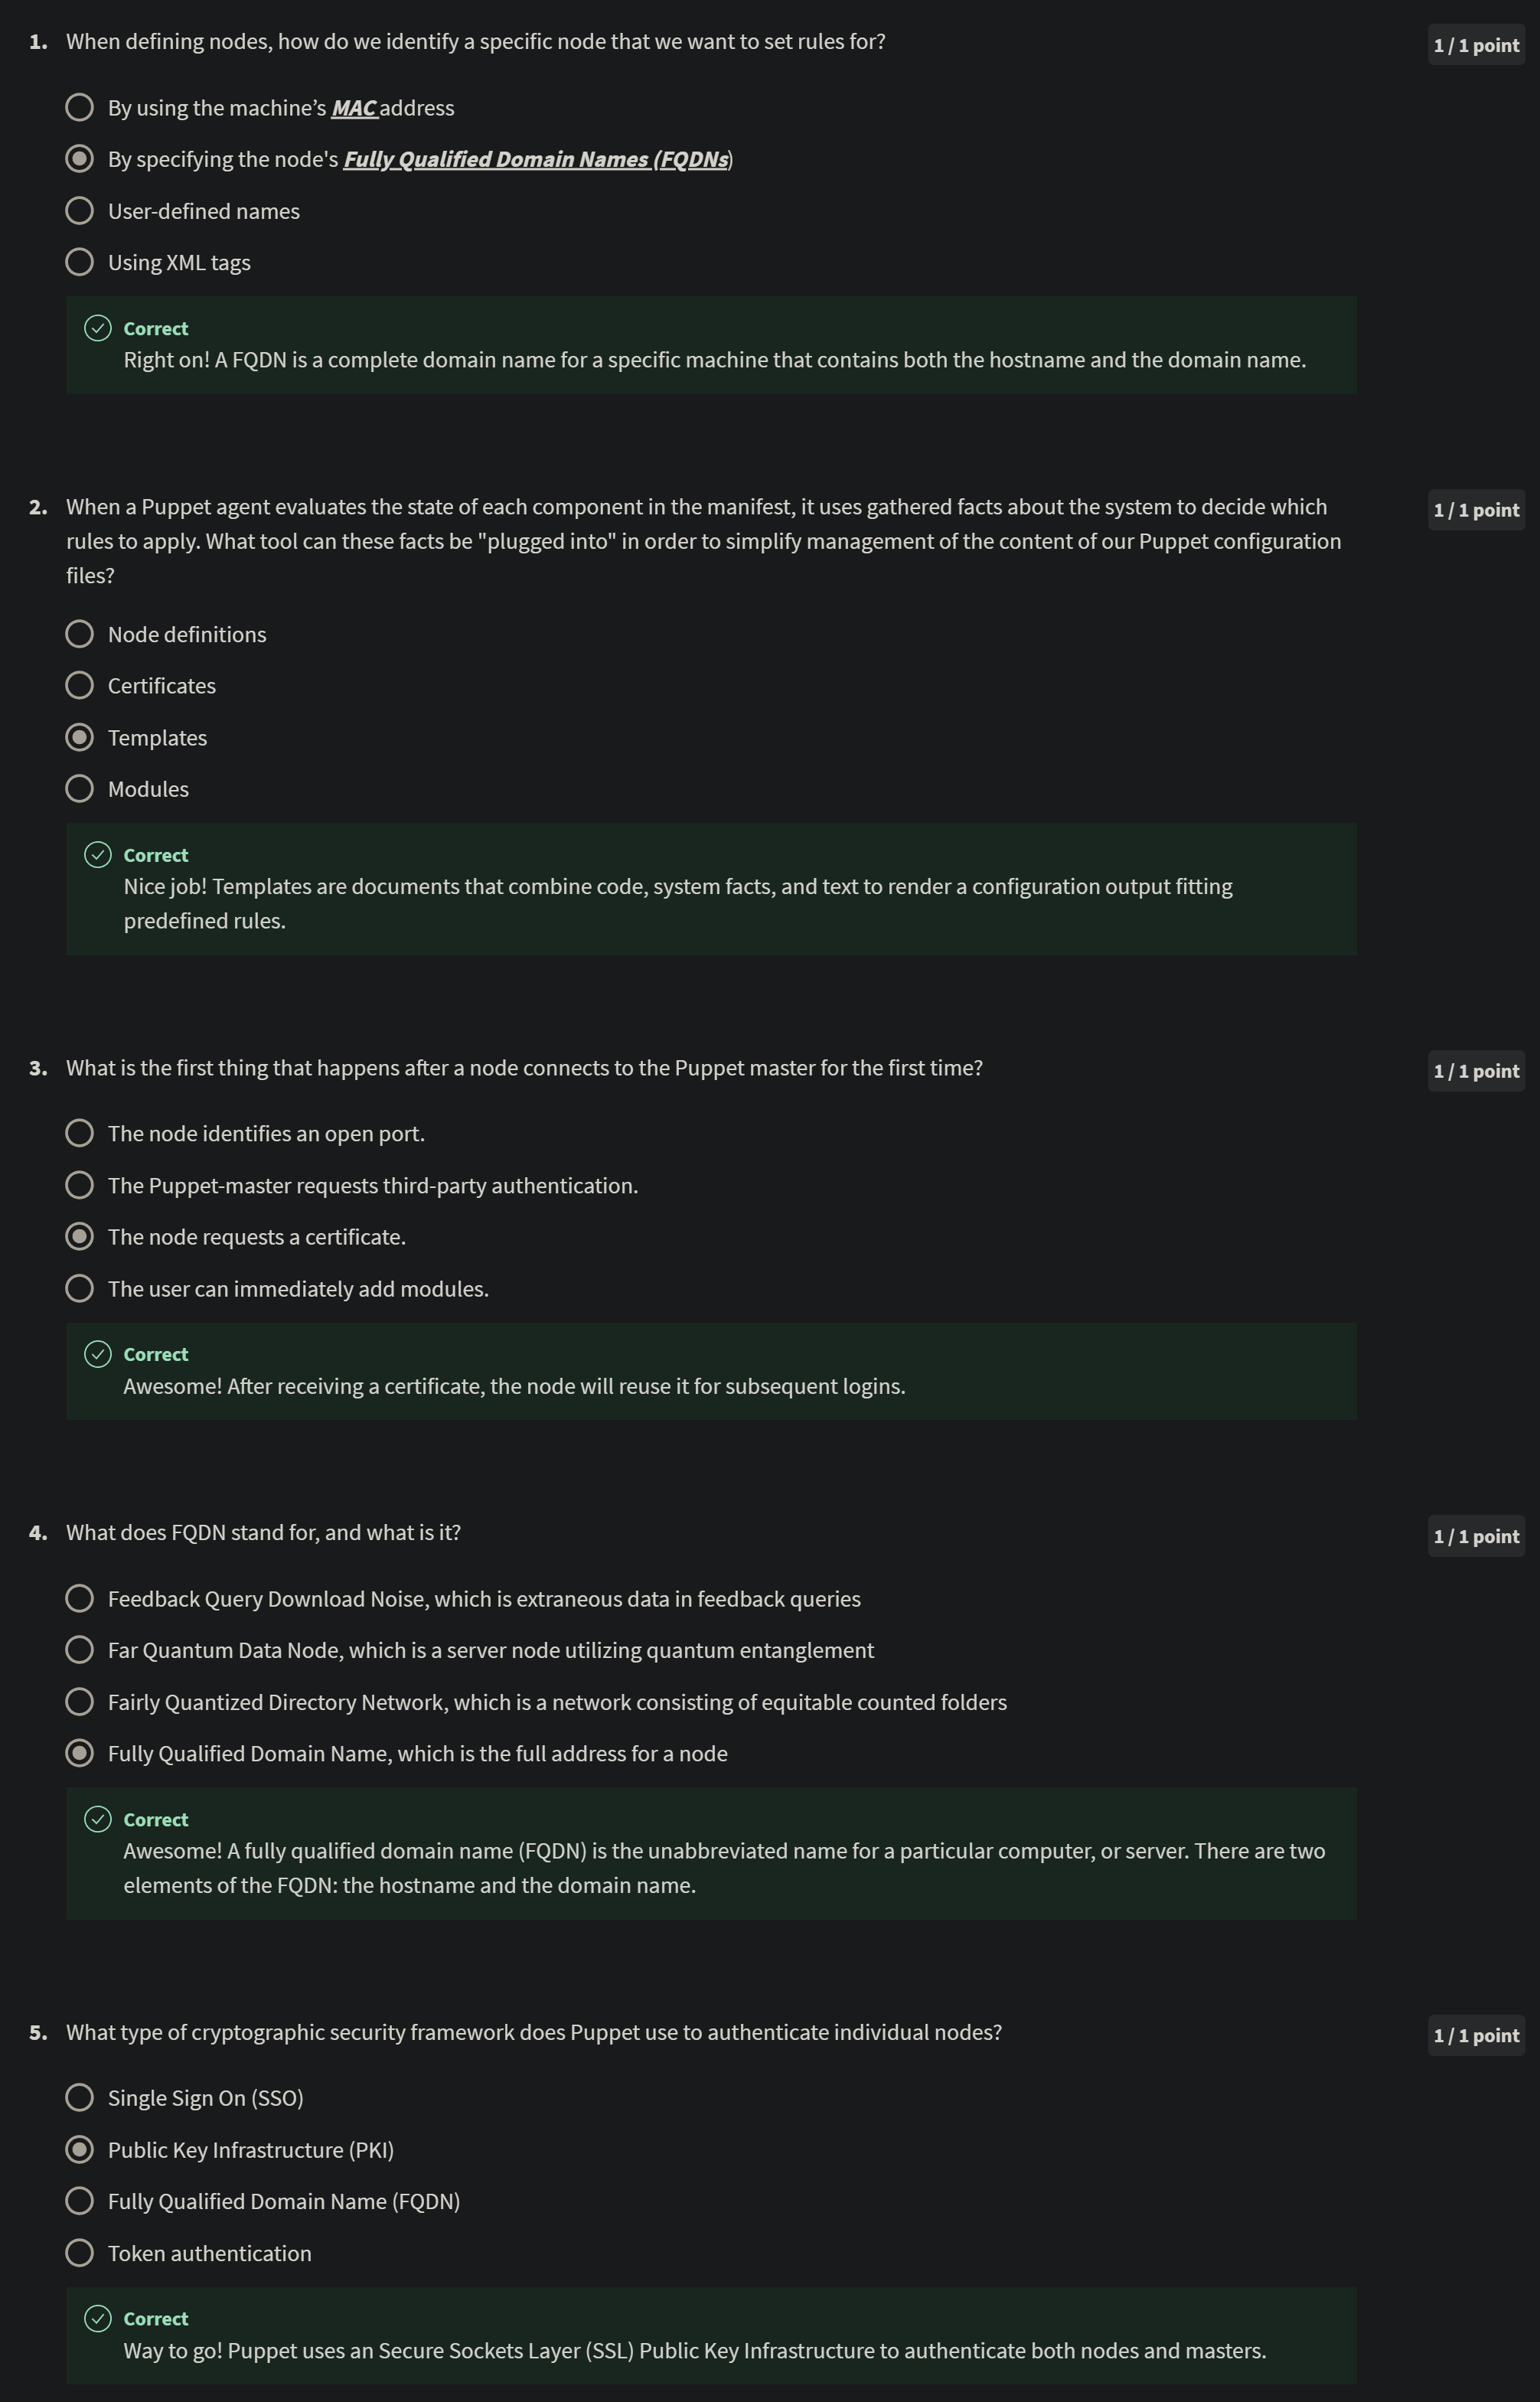 1. When defining nodes, how do we identify a specific node that we want to set rules for?
1 / 1 point
By using the machine’s MAC address
By specifying the node's Fully Qualified Domain Names (FQDNs)
User-defined names
Using XML tags
Correct
Right on! A FQDN is a complete domain name for a specific machine that contains both the hostname and the domain name.
2. When a Puppet agent evaluates the state of each component in the manifest, it uses gathered facts about the system to decide which
1 / 1 point
rules to apply. What tool can these facts be "plugged into" in order to simplify management of the content of our Puppet configuration
files?
Node definitions
Certificates
Templates
Modules
Correct
Nice job! Templates are documents that combine code, system facts, and text to render a configuration output fitting
predefined rules.
3. What is the first thing that happens after a node connects to the Puppet master for the first time?
1 / 1 point
The node identifies an open port.
The Puppet-master requests third-party authentication.
The node requests a certificate.
The user can immediately add modules.
Correct
Awesome! After receiving a certificate, the node will reuse it for subsequent logins.
4. What does FQDN stand for, and what is it?
1 / 1 point
Feedback Query Download Noise, which is extraneous data in feedback queries
Far Quantum Data Node, which is a server node utilizing quantum entanglement
Fairly Quantized Directory Network, which is a network consisting of equitable counted folders
Fully Qualified Domain Name, which is the full address for a node
Correct
Awesome! A fully qualified domain name (FQDN) is the unabbreviated name for a particular computer, or server. There are two
elements of the FQDN: the hostname and the domain name.
5. What type of cryptographic security framework does Puppet use to authenticate individual nodes?
1 / 1 point
Single Sign On (SSO)
Public Key Infrastructure (PKI)
Fully Qualified Domain Name (FQDN)
Token authentication
Correct
Way to go! Puppet uses an Secure Sockets Layer (SSL) Public Key Infrastructure to authenticate both nodes and masters.